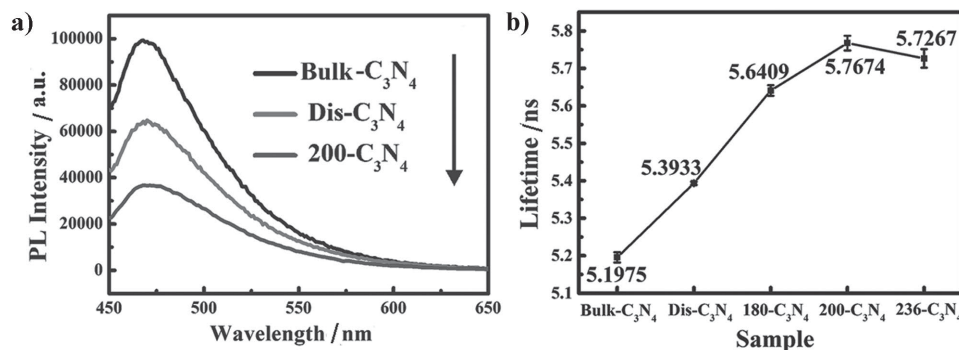 a)
PL Intensity / a.u.
100000
80000
60000
40000
20000
0
Bulk-C₃N₄
Dis-C₃N₄
200-C₃N₄
450 500 550 600 650
Wavelength / nm
b)
Lifetime /ns
5.8
5.7
5.6
5.5
5.4
5.3
5.2
5.1
5.1975
5.3933
5.6409
5.7674
5.7267
Bulk-C₃N₄ Dis-C₃N₄ 180-C₃N₄ 200-C₃N₄ 236-C₃N₄
Sample